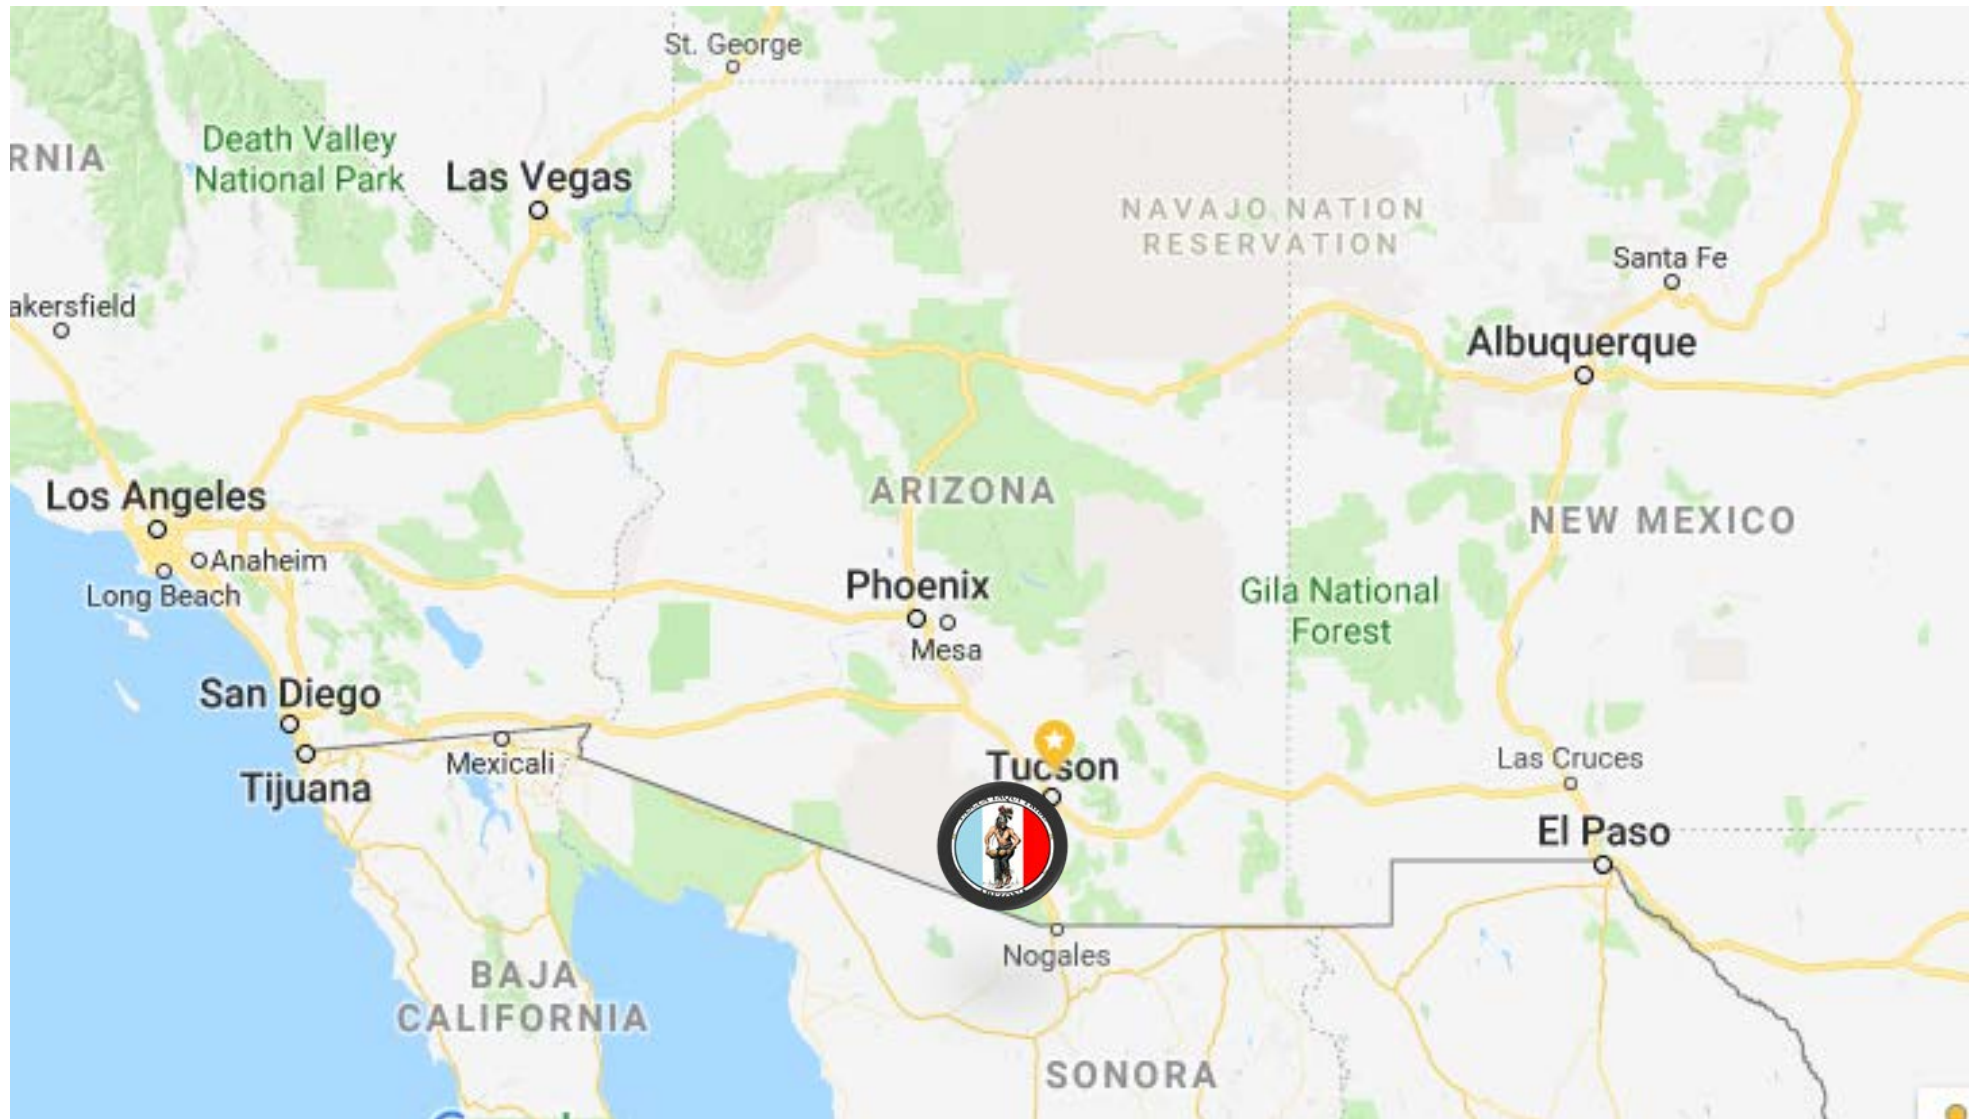 St. George
Death Valley
National Park
RNIA
Las Vegas
NAVAJO NATION
RESERVATION
Santa Fe
akersfield
Albuquerque
Los Angeles
ARIZONA
NEW MEXICO
Anaheim
Long Beach
Phoenix
Mesa
Gila National
Forest
San Diego
Tijuana
Mexicali
Tucson
Las Cruces
El Paso
Nogales
BAJA
CALIFORNIA
SONORA